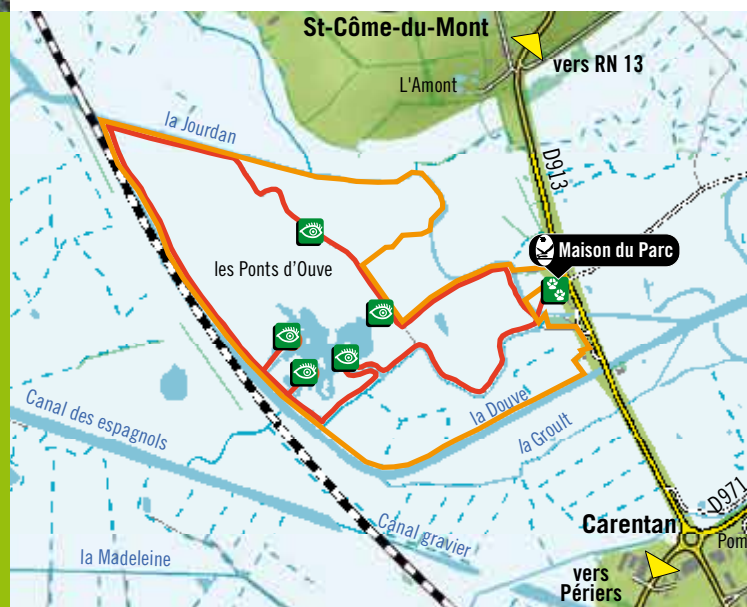 St-Côme-du-Mont
vers RN 13
L'Amont
la Jourdan
D913
Maison du Parc
les Ponts d'Ouve
la Douve
la Groult
Canal des espagnols
D971
Canal gravier
Carentan
Pom
la Madeleine
vers
Périers